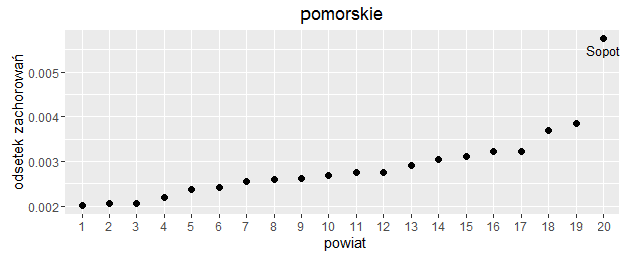 pomorskie
odsetek zachorowań
0.005
0.004
0.003
0.002
Sopot
1 2 3 4 5 6 7 8 9 10 11 12 13 14 15 16 17 18 19 20
powiat